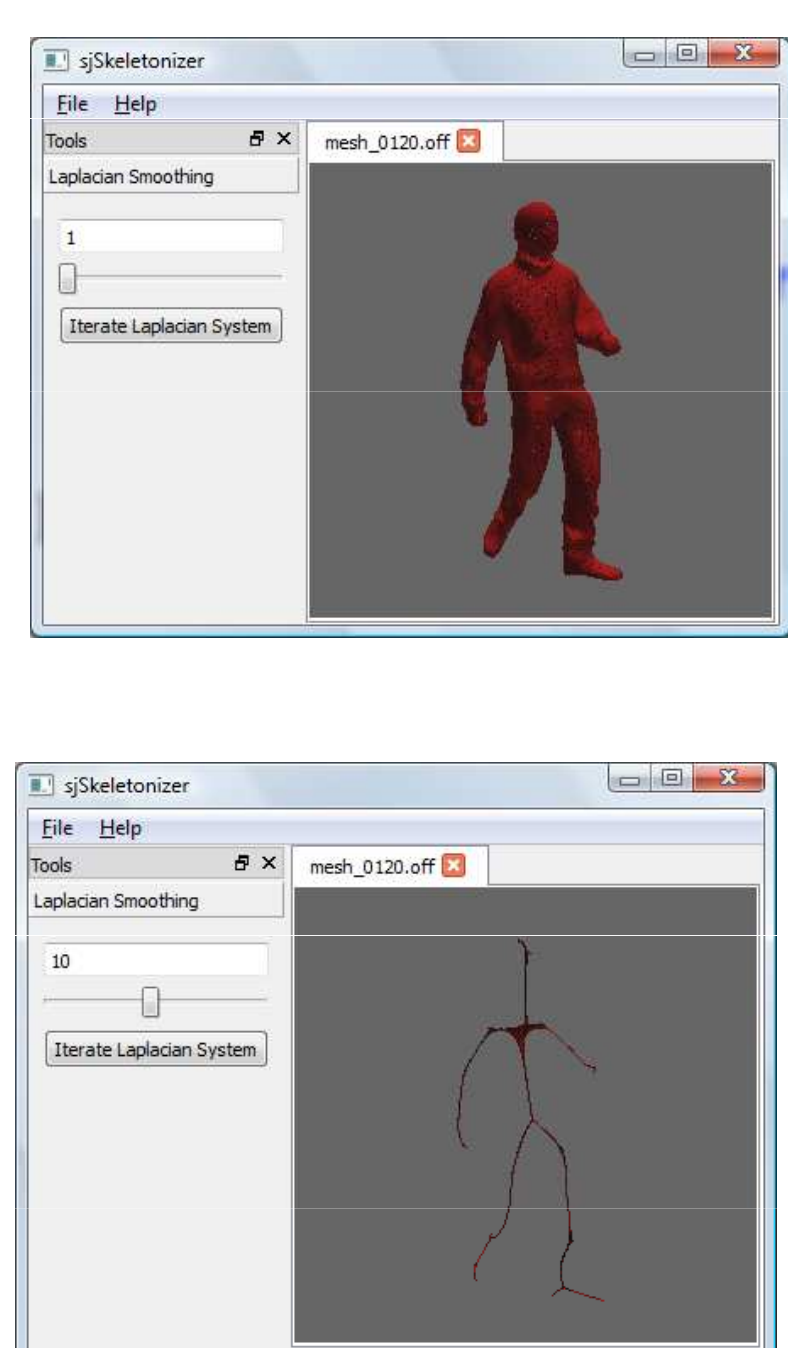 sjSkeletonizer
File Help
Tools
mesh_0120.off
Laplacian Smoothing
1
Iterate Laplacian System
sjSkeletonizer
File Help
Tools
mesh_0120.off
Laplacian Smoothing
10
Iterate Laplacian System